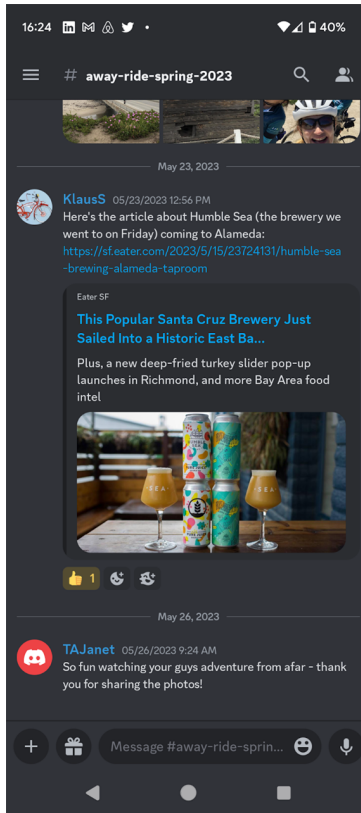 16:24
40%
# away-ride-spring-2023
May 23, 2023
KlausS 05/23/2023 12:56 PM
Here's the article about Humble Sea (the brewery we
went to on Friday) coming to Alameda:
https://sf.eater.com/2023/5/15/23724131/humble-sea
-brewing-alameda-taproom
Eater SF
This Popular Santa Cruz Brewery Just
Sailed Into a Historic East Ba...
Plus, a new deep-fried turkey slider pop-up
launches in Richmond, and more Bay Area food
intel
SEA
SEA
1
May 26, 2023
TAJanet 05/26/2023 9:24 AM
So fun watching your guys adventure from afar - thank
you for sharing the photos!
Message #away-ride-sprin...